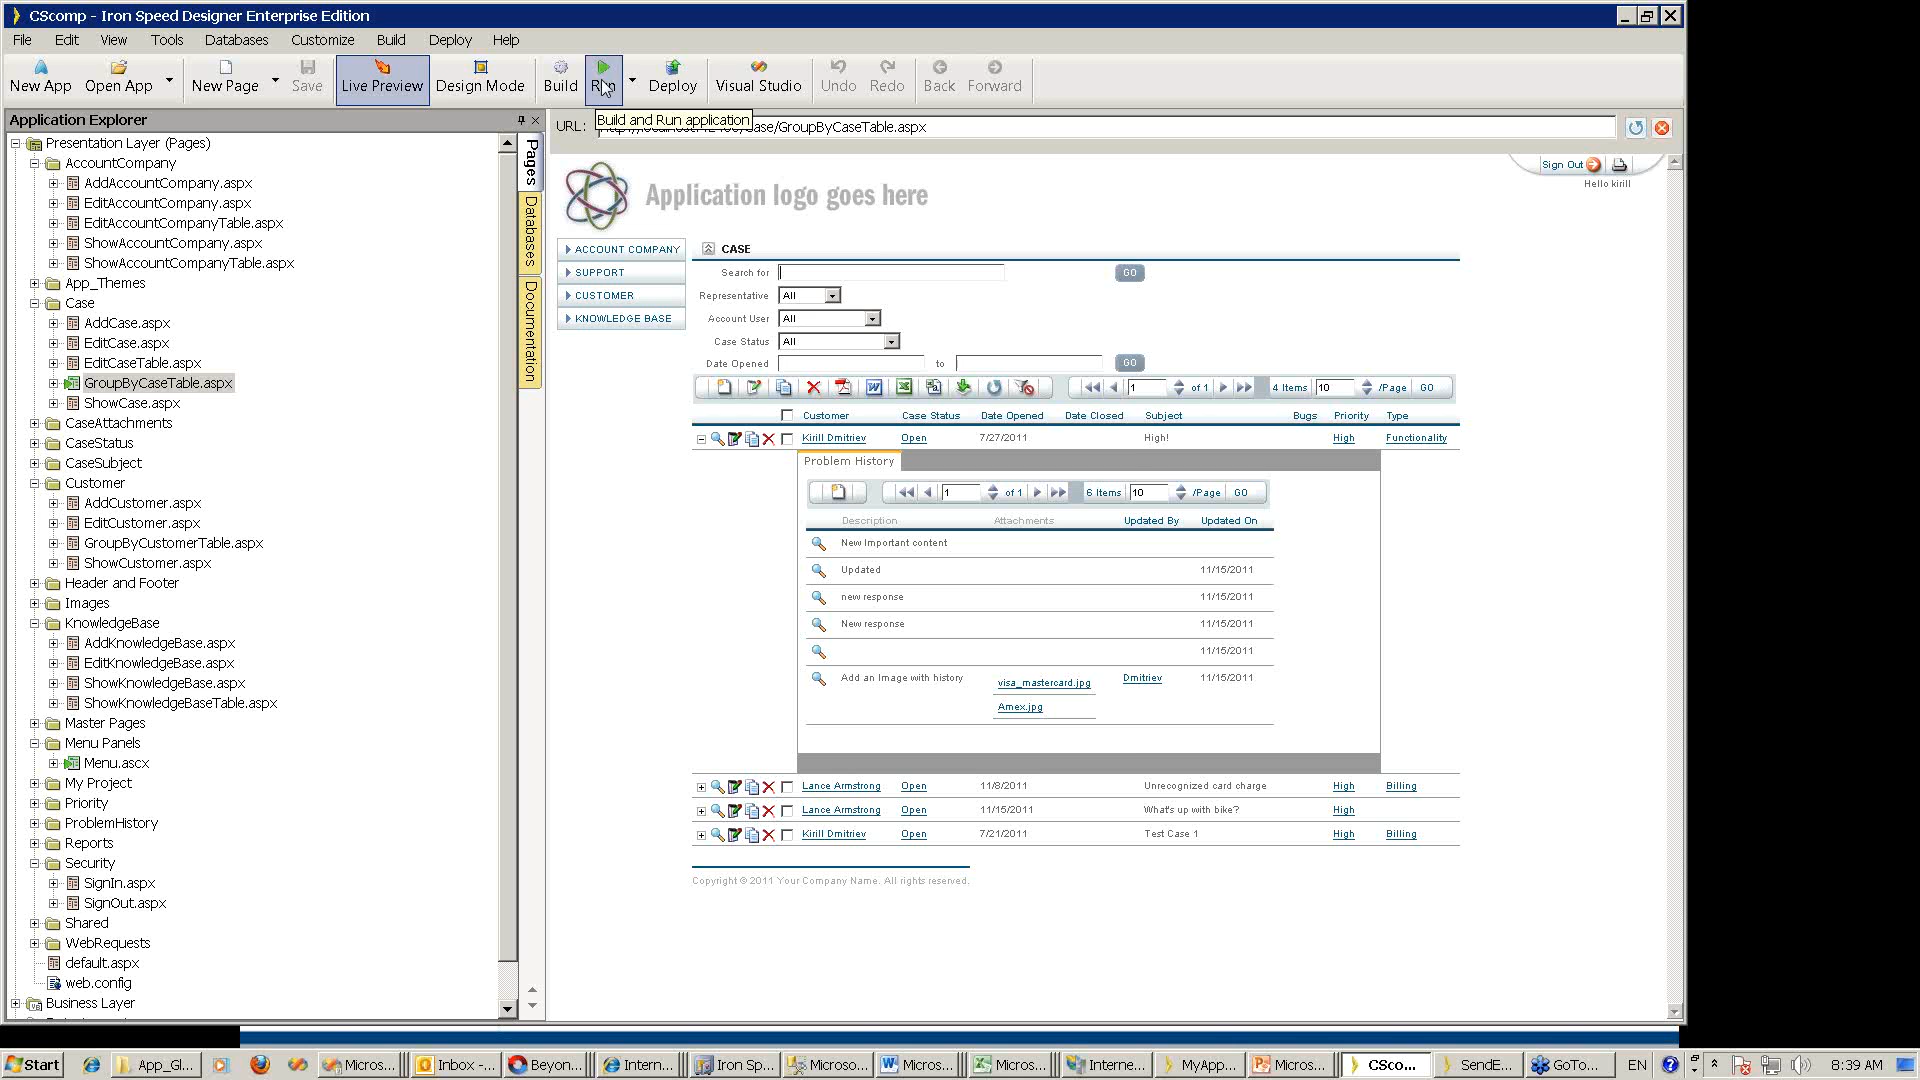 CScomp - Iron Speed Designer Enterprise Edition
File Edit View Tools Databases Customize Build Deploy Help
New App Open App New Page Save Live Preview Design Mode Build Run Deploy Visual Studio Undo Redo Back Forward
Application Explorer
Build and Run application
URL: /Case/GroupByCaseTable.aspx
Pages
Databases
Documentation
Presentation Layer (Pages)
AccountCompany
AddAccountCompany.aspx
EditAccountCompany.aspx
EditAccountCompanyTable.aspx
ShowAccountCompany.aspx
ShowAccountCompanyTable.aspx
App_Themes
Case
AddCase.aspx
EditCase.aspx
EditCaseTable.aspx
GroupByCaseTable.aspx
ShowCase.aspx
CaseAttachments
CaseStatus
CaseSubject
Customer
AddCustomer.aspx
EditCustomer.aspx
GroupByCustomerTable.aspx
ShowCustomer.aspx
Header and Footer
Images
KnowledgeBase
AddKnowledgeBase.aspx
EditKnowledgeBase.aspx
ShowKnowledgeBase.aspx
ShowKnowledgeBaseTable.aspx
Master Pages
Menu Panels
Menu.ascx
My Project
Priority
ProblemHistory
Reports
Security
SignIn.aspx
SignOut.aspx
Shared
WebRequests
default.aspx
web.config
Business Layer
Sign Out
Hello kirill
Application logo goes here
ACCOUNT COMPANY
SUPPORT
CUSTOMER
KNOWLEDGE BASE
CASE
Search for GO
Representative All
Account User All
Case Status All
Date Opened to GO
1 of 1 4 Items 10 /Page GO
Customer Case Status Date Opened Date Closed Subject Bugs Priority Type
Kirill Dmitriev Open 7/27/2011 High! High Functionality
Problem History
1 of 1 6 Items 10 /Page GO
Description Attachments Updated By Updated On
New Important content
Updated 11/15/2011
new response 11/15/2011
New response 11/15/2011
11/15/2011
Add an Image with history visa_mastercard.jpg Dmitriev 11/15/2011
Amex.jpg
Lance Armstrong Open 11/8/2011 Unrecognized card charge High Billing
Lance Armstrong Open 11/15/2011 What's up with bike? High
Kirill Dmitriev Open 7/21/2011 Test Case 1 High Billing
Copyright © 2011 Your Company Name. All rights reserved.
Start App_Gl... Micros... Inbox -... Beyon... Intern... Iron Sp... Microso... Micros... Micros... Interne... MyApp... Micros... CSco... SendE... GoTo... EN 8:39 AM